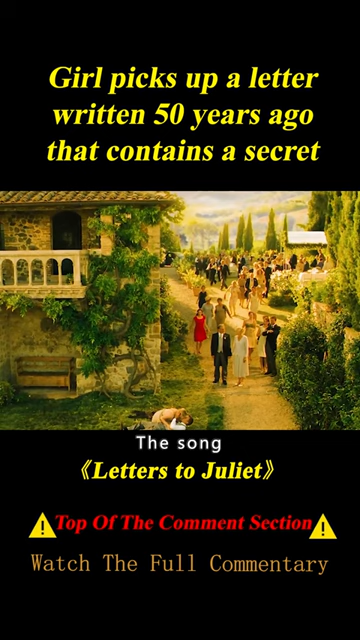 Girl picks up a letter
written 50 years ago
that contains a secret
The song
《Letters to Juliet》
Top Of The Comment Section
Watch The Full Commentary